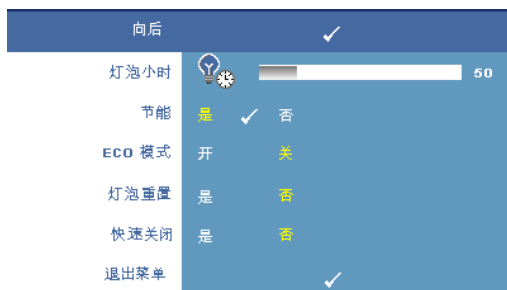 向后
灯泡小时 50
节能 是 否
ECO 模式 开 关
灯泡重置 是 否
快速关闭 是 否
退出菜单